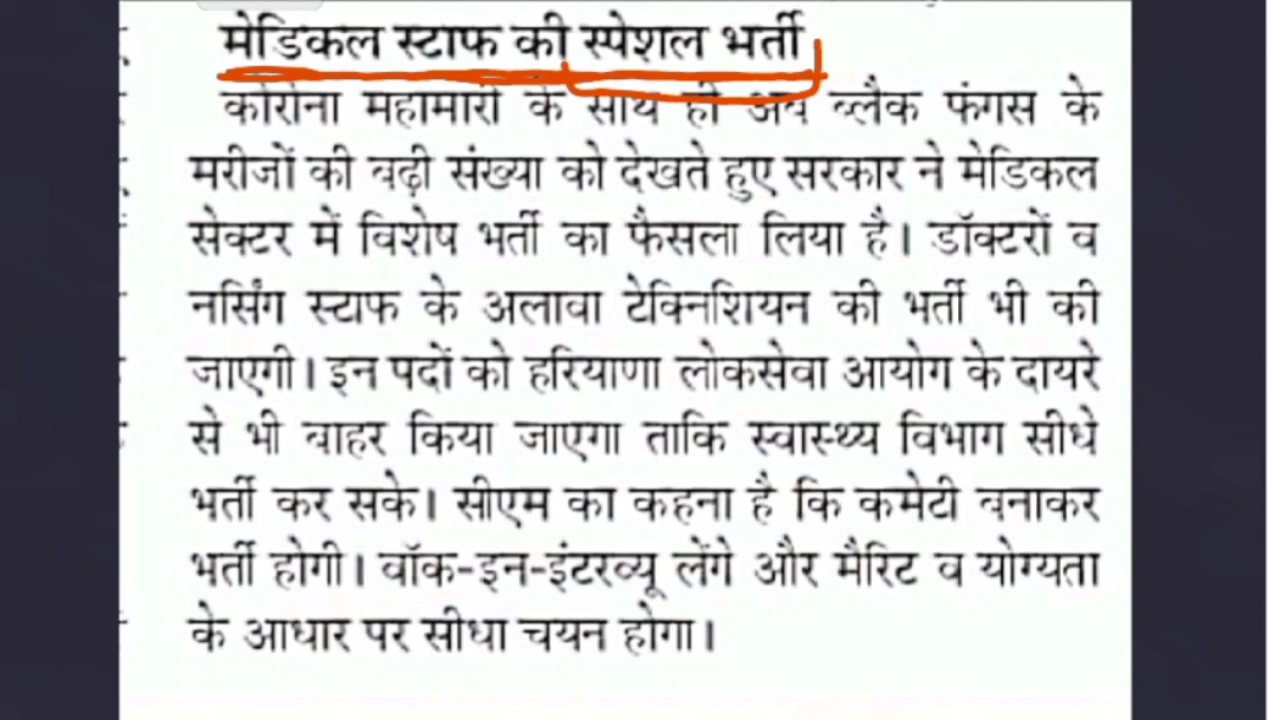 मेडिकल स्टाफ की स्पेशल भर्ती
कोरोना महामारी के साथ ही अब ब्लैक फंगस के
मरीजों की बढ़ी संख्या को देखते हुए सरकार ने मेडिकल
सेक्टर में विशेष भर्ती का फैसला लिया है। डॉक्टरों व
नर्सिंग स्टाफ के अलावा टेक्निशियन की भर्ती भी की
जाएगी। इन पदों को हरियाणा लोकसेवा आयोग के दायरे
से भी बाहर किया जाएगा ताकि स्वास्थ्य विभाग सीधे
भर्ती कर सके। सीएम का कहना है कि कमेटी बनाकर
भर्ती होगी। वॉक-इन-इंटरव्यू लेंगे और मैरिट व योग्यता
के आधार पर सीधा चयन होगा।